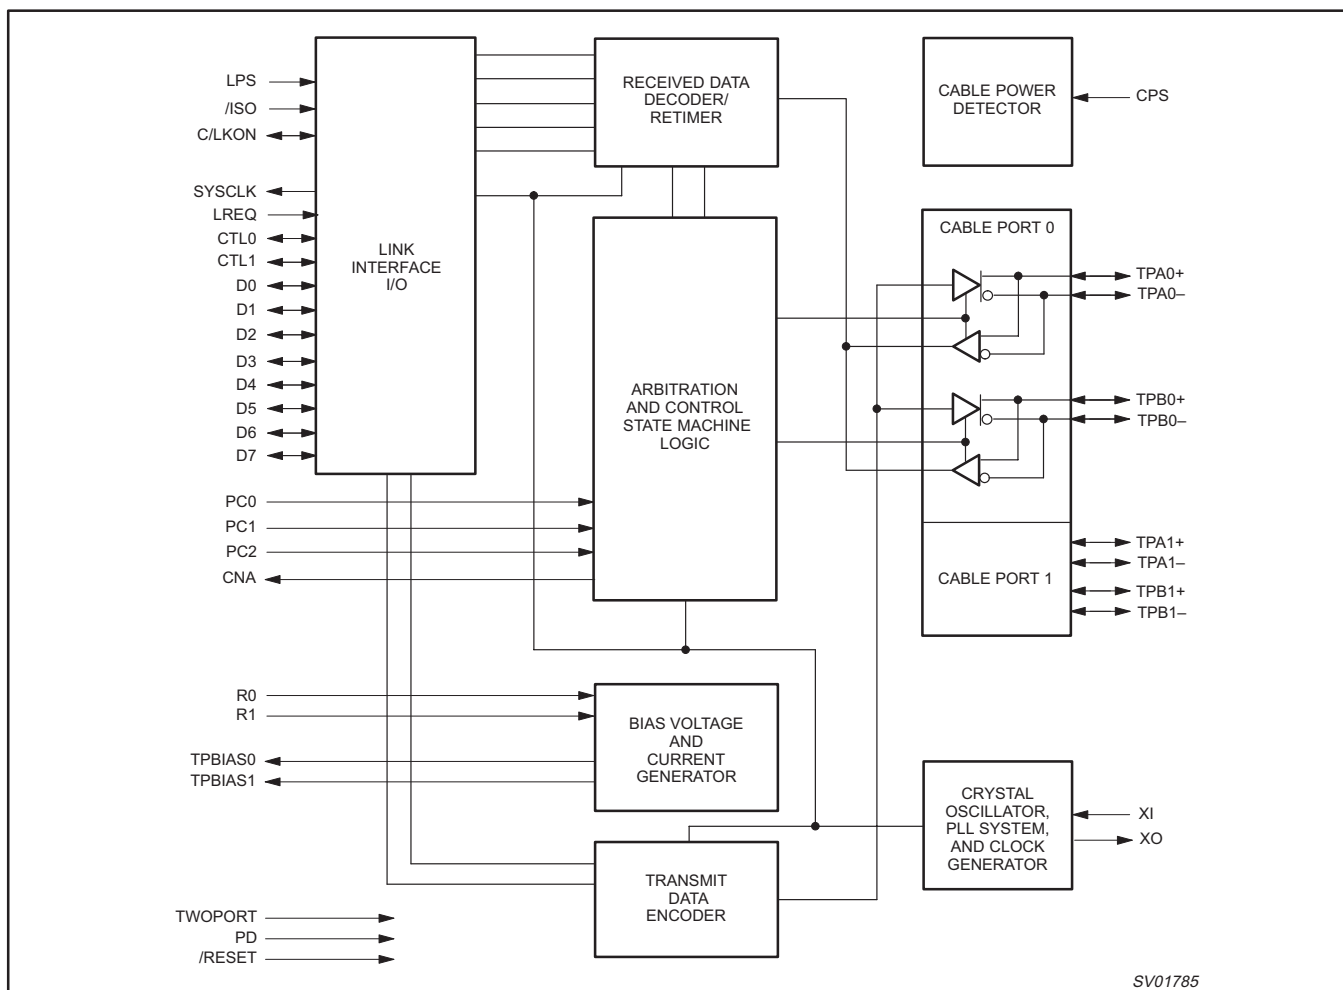 LPS
/ISO
C/LKON
SYSCLK
LREQ
CTL0
CTL1
D0
D1
D2
D3
D4
D5
D6
D7
LINK
INTERFACE
I/O
RECEIVED DATA
DECODER/
RETIMER
CABLE POWER
DETECTOR
CPS
CABLE PORT 0
TPA0+
TPA0–
TPB0+
TPB0–
ARBITRATION
AND CONTROL
STATE MACHINE
LOGIC
PC0
PC1
PC2
CNA
CABLE PORT 1
TPA1+
TPA1–
TPB1+
TPB1–
R0
R1
TPBIAS0
TPBIAS1
BIAS VOLTAGE
AND
CURRENT
GENERATOR
CRYSTAL
OSCILLATOR,
PLL SYSTEM,
AND CLOCK
GENERATOR
XI
XO
TRANSMIT
DATA
ENCODER
TWOPORT
PD
/RESET
SV01785